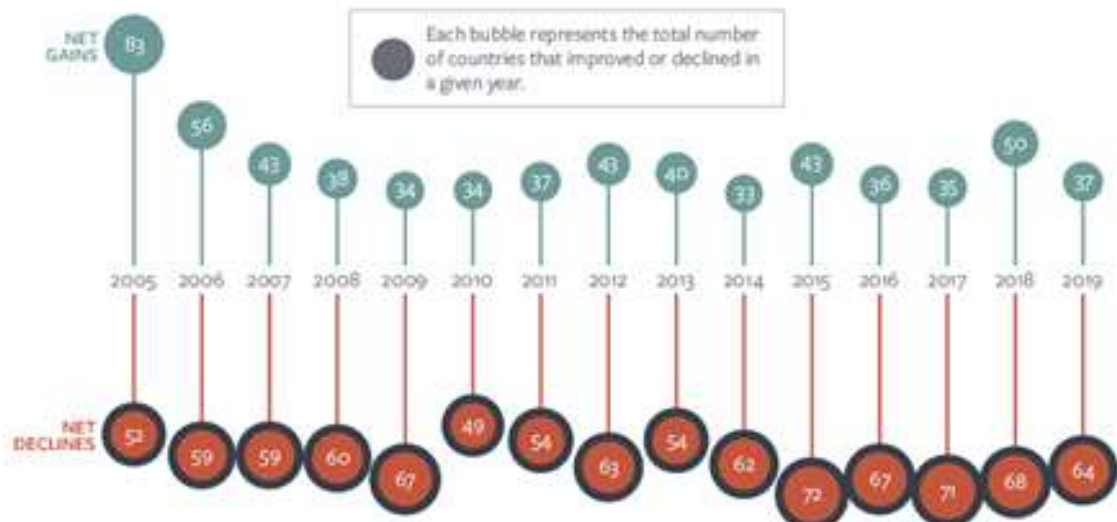 NET
GAINS
Each bubble represents the total number
of countries that improved or declined in
a given year.
83 56 43 38 34 34 37 43 40 33 43 36 35 50 37
2005 2006 2007 2008 2009 2010 2011 2012 2013 2014 2015 2016 2017 2018 2019
NET
DECLINES
52 59 59 60 67 49 54 63 54 62 72 67 71 68 64